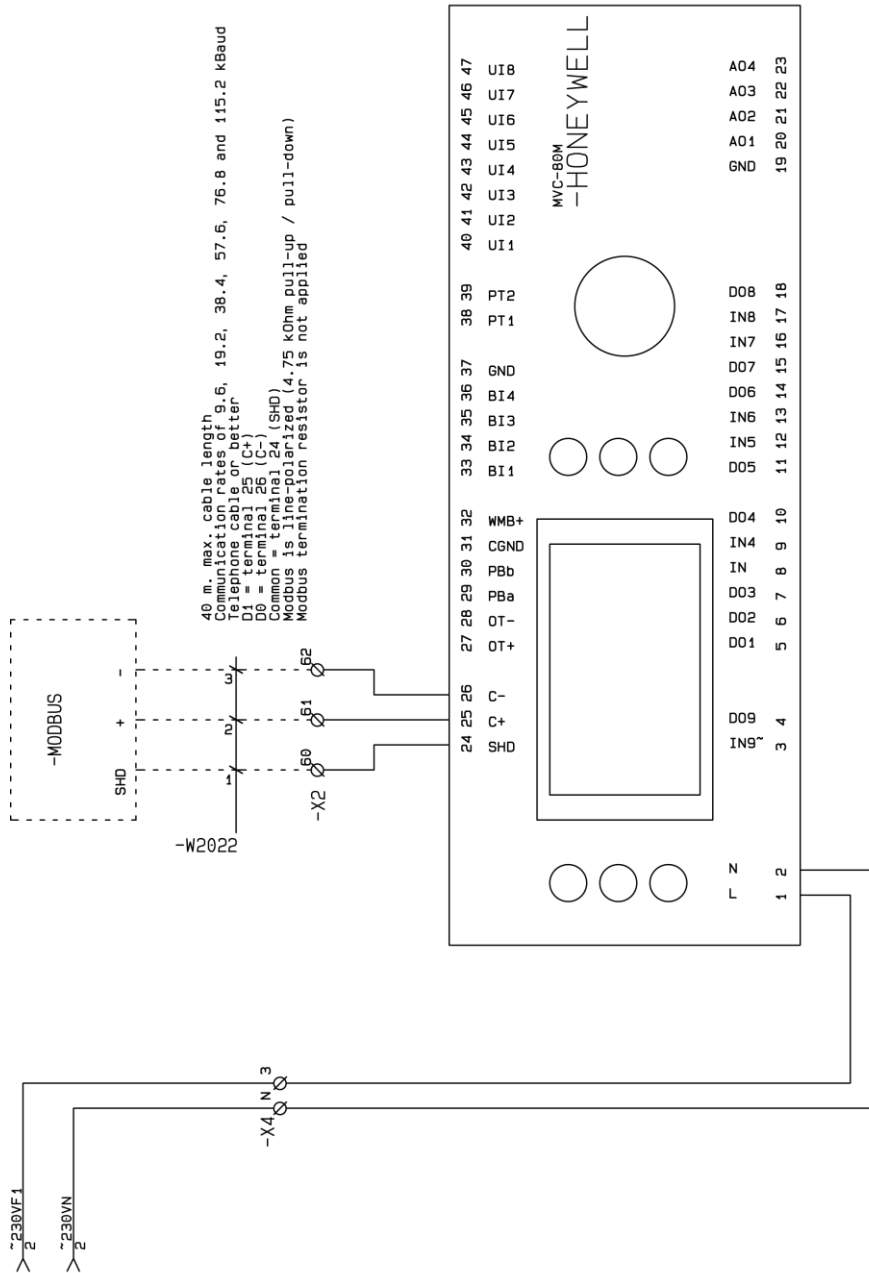 ~230VF1
2
-MODBUS
~230VN
2
SHD + -
-W2022
1 2 3
40 m. max. cable length
Communication rates of 9.6, 19.2, 38.4, 57.6, 76.8 and 115.2 kBaud
Telephone cable or better
D1 = terminal 25 (C+)
D0 = terminal 26 (C-)
Common = terminal 24 (SHD)
Modbus is line-polarized (4.75 kOhm pull-up / pull-down)
Modbus termination resistor is not applied
-X4 N 3
-X2 60 61 62
24 25 26 27 28 29 30 31 32 33 34 35 36 37 38 39 40 41 42 43 44 45 46 47
SHD C+ C- OT+ OT- PBa PBb CGND WMB+ BI1 BI2 BI3 BI4 GND PT1 PT2 UI1 UI2 UI3 UI4 UI5 UI6 UI7 UI8
MVC-80M
-HONEYWELL
L N IN9~ DO9 DO1 DO2 DO3 IN IN4 DO4 DO5 IN5 IN6 DO6 DO7 IN7 IN8 DO8 GND AO1 AO2 AO3 AO4
1 2 3 4 5 6 7 8 9 10 11 12 13 14 15 16 17 18 19 20 21 22 23